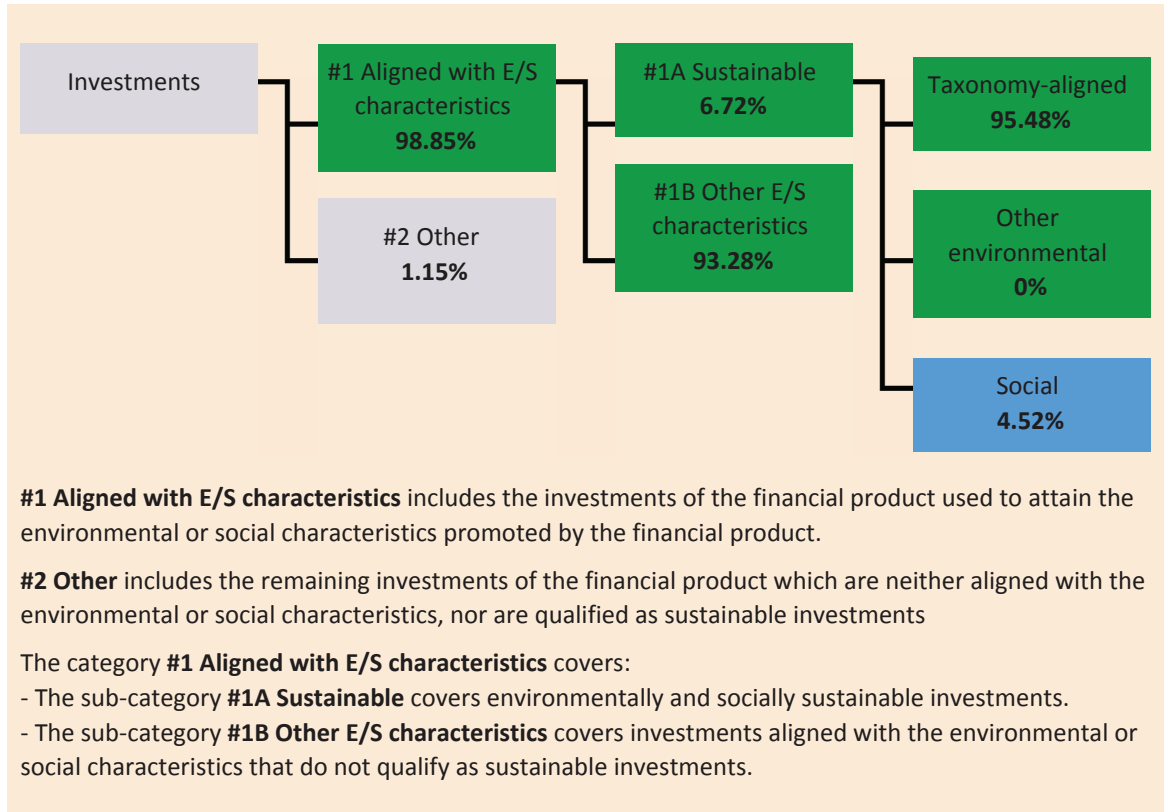 Investments
#1 Aligned with E/S
characteristics
98.85%
#2 Other
1.15%
#1A Sustainable
6.72%
#1B Other E/S
characteristics
93.28%
Taxonomy-aligned
95.48%
Other
environmental
0%
Social
4.52%
#1 Aligned with E/S characteristics includes the investments of the financial product used to attain the
environmental or social characteristics promoted by the financial product.
#2 Other includes the remaining investments of the financial product which are neither aligned with the
environmental or social characteristics, nor are qualified as sustainable investments
The category #1 Aligned with E/S characteristics covers:
- The sub-category #1A Sustainable covers environmentally and socially sustainable investments.
- The sub-category #1B Other E/S characteristics covers investments aligned with the environmental or
social characteristics that do not qualify as sustainable investments.